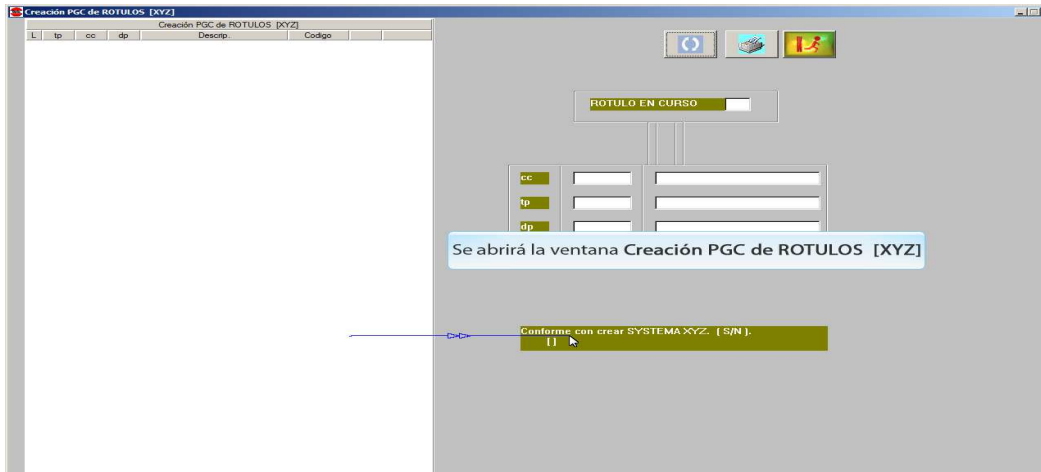 Creación PGC de ROTULOS [XYZ]
Creación PGC de ROTULOS [XYZ]
L tp cc dp Descrip. Codigo
ROTULO EN CURSO
cc
tp
dp
Se abrirá la ventana Creación PGC de ROTULOS [XYZ]
Conforme con crear SYSTEMA XYZ. ( S/N ).
[ ]